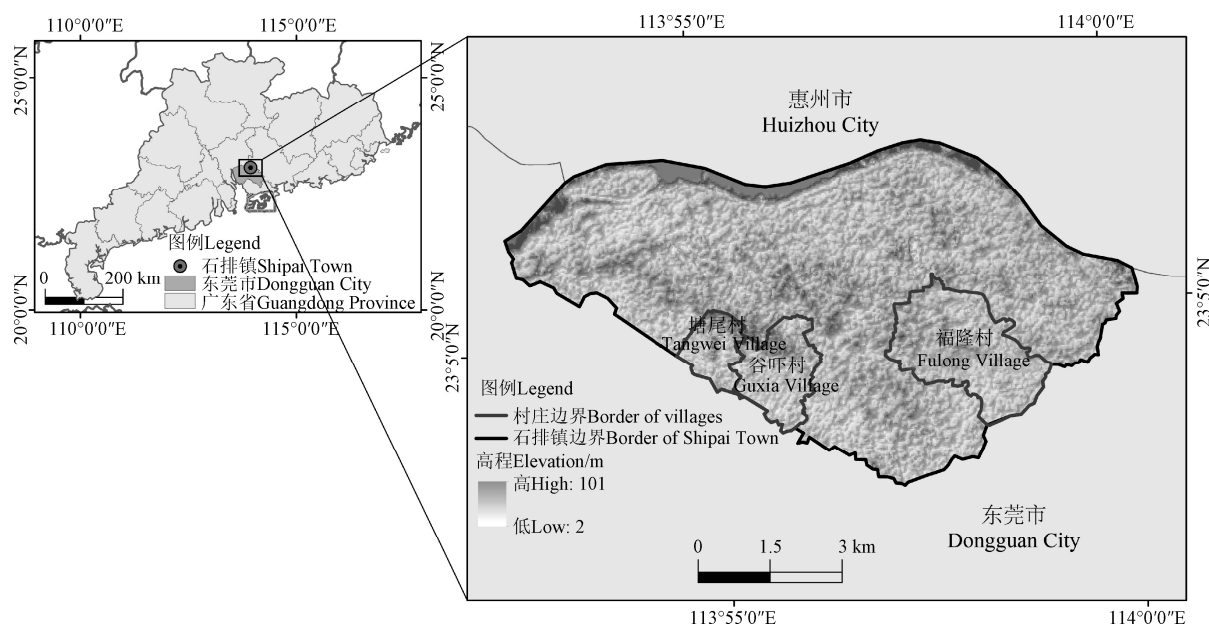 110°0′0″E
115°0′0″E
25°0′0″N
25°0′0″N
20°0′0″N
20°0′0″N
110°0′0″E
115°0′0″E
图例Legend
石排镇Shipai Town
东莞市Dongguan City
广东省Guangdong Province
0
200 km
113°55′0″E
114°0′0″E
惠州市
Huizhou City
塘尾村
Tangwei Village
谷吓村
Guxia Village
福隆村
Fulong Village
23°5′0″N
23°5′0″N
图例Legend
村庄边界Border of villages
石排镇边界Border of Shipai Town
高程Elevation/m
高High: 101
低Low: 2
东莞市
Dongguan City
0
1.5
3 km
113°55′0″E
114°0′0″E